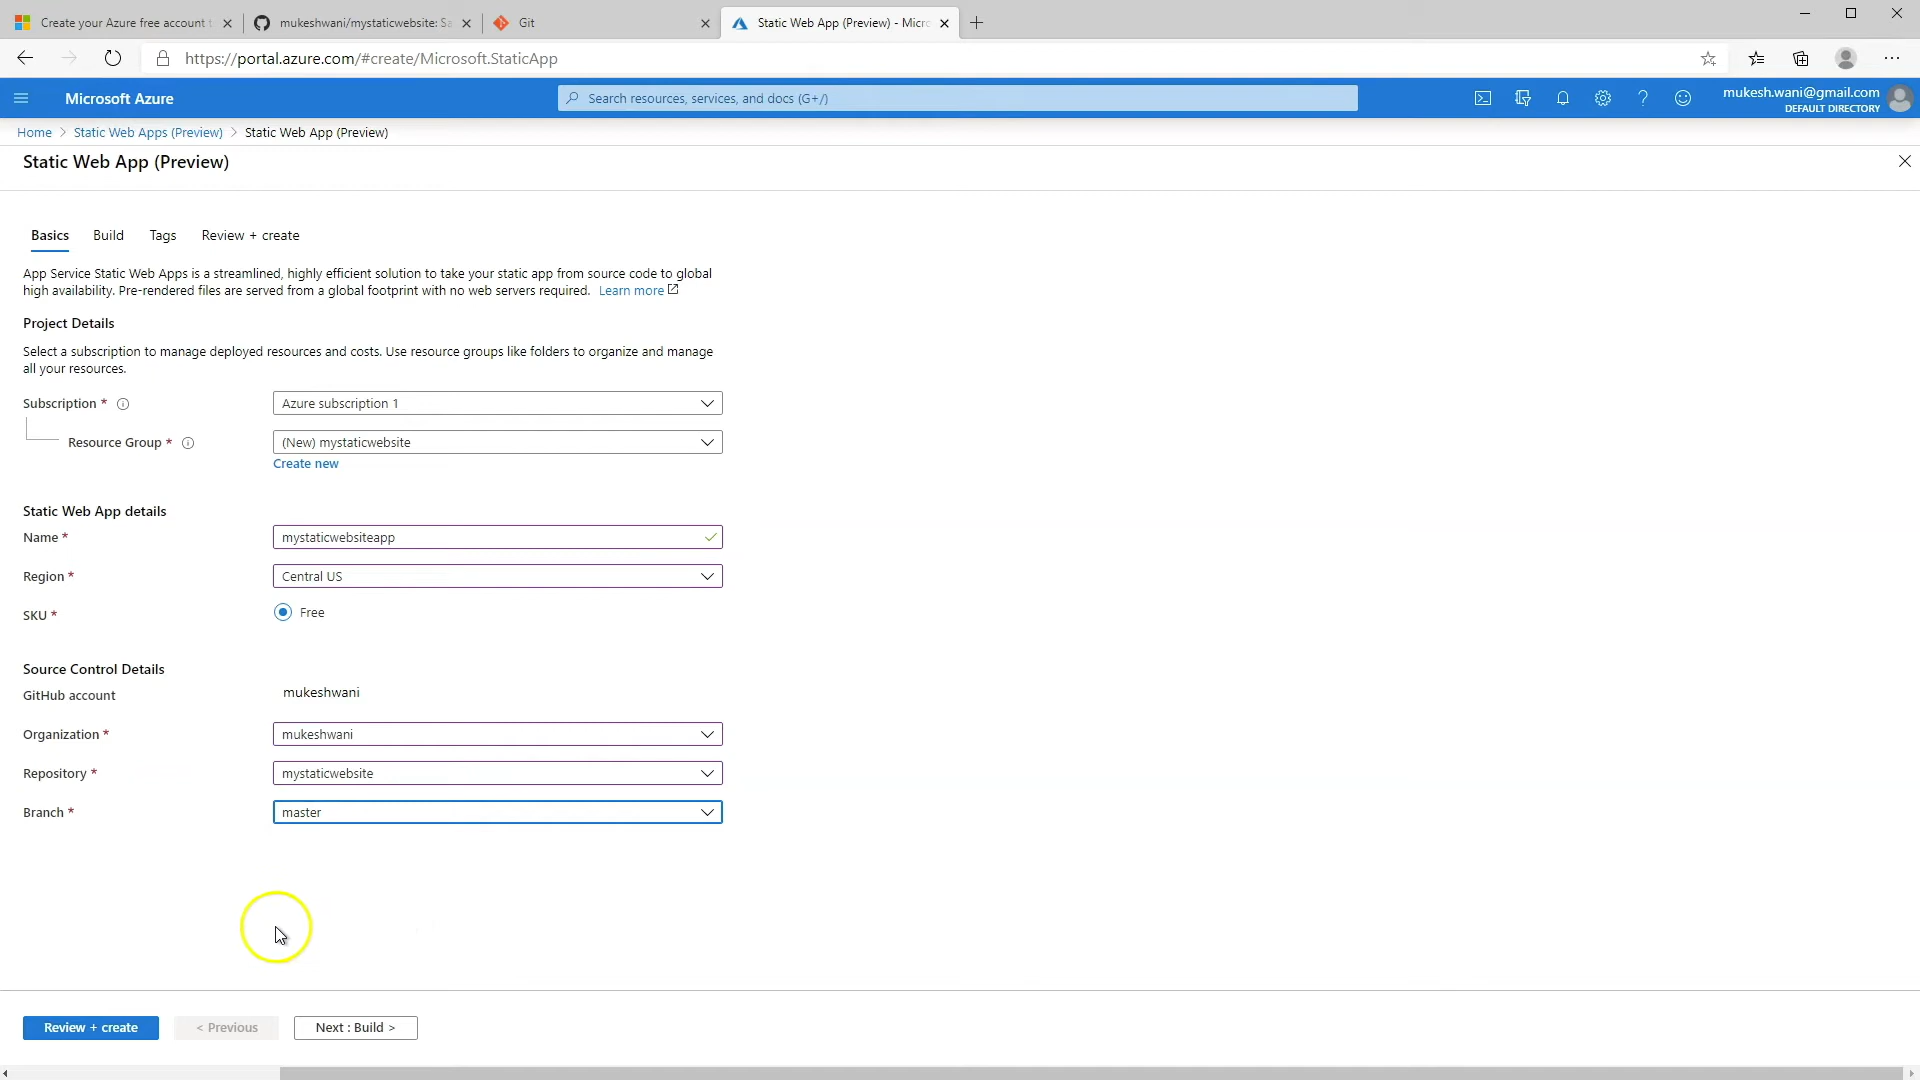 Create your Azure free account t
mukeshwani/mystaticwebsite: Sa
Git
Static Web App (Preview) - Micro
https://portal.azure.com/#create/Microsoft.StaticApp
Microsoft Azure
Search resources, services, and docs (G+/)
mukesh.wani@gmail.com
DEFAULT DIRECTORY
Home > Static Web Apps (Preview) > Static Web App (Preview)
Static Web App (Preview)
Basics Build Tags Review + create
App Service Static Web Apps is a streamlined, highly efficient solution to take your static app from source code to global
high availability. Pre-rendered files are served from a global footprint with no web servers required. Learn more
Project Details
Select a subscription to manage deployed resources and costs. Use resource groups like folders to organize and manage
all your resources.
Subscription * Azure subscription 1
Resource Group * (New) mystaticwebsite
Create new
Static Web App details
Name * mystaticwebsiteapp
Region * Central US
SKU * Free
Source Control Details
GitHub account mukeshwani
Organization * mukeshwani
Repository * mystaticwebsite
Branch * master
Review + create < Previous Next : Build >